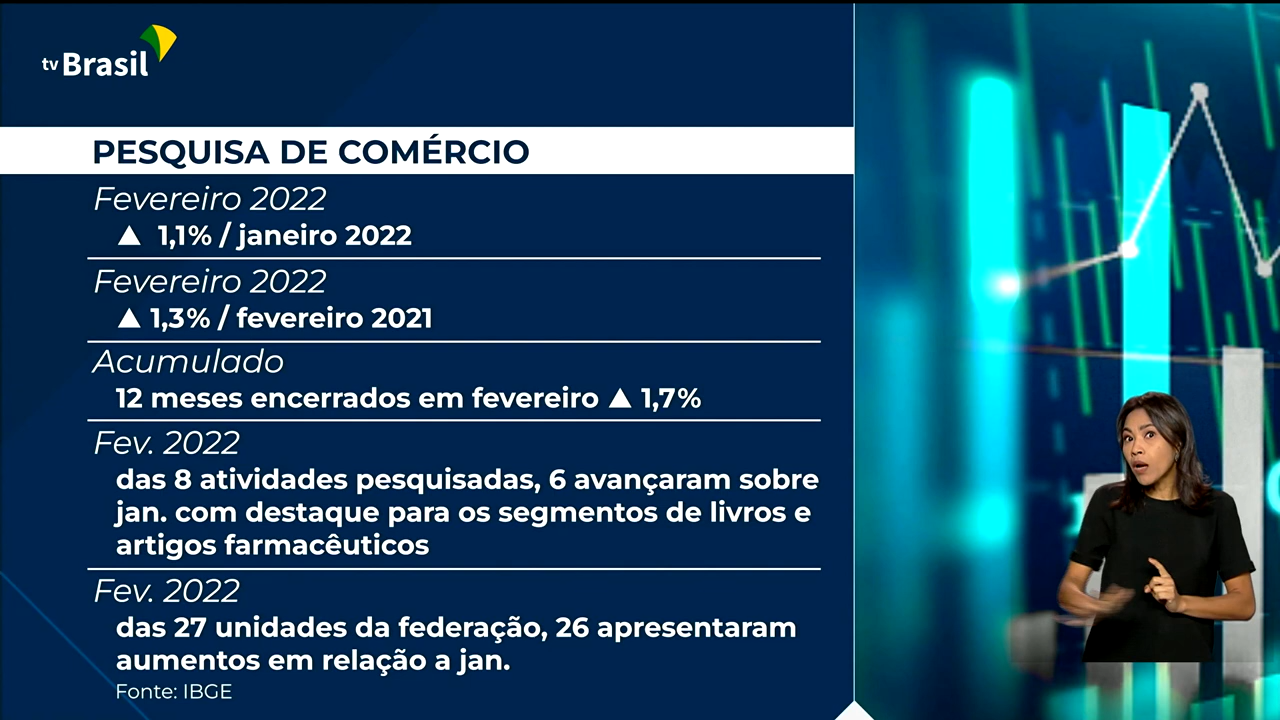 tv Brasil
PESQUISA DE COMÉRCIO
Fevereiro 2022
▲ 1,1% / janeiro 2022
Fevereiro 2022
▲ 1,3% / fevereiro 2021
Acumulado
12 meses encerrados em fevereiro ▲ 1,7%
Fev. 2022
das 8 atividades pesquisadas, 6 avançaram sobre
jan. com destaque para os segmentos de livros e
artigos farmacêuticos
Fev. 2022
das 27 unidades da federação, 26 apresentaram
aumentos em relação a jan.
Fonte: IBGE